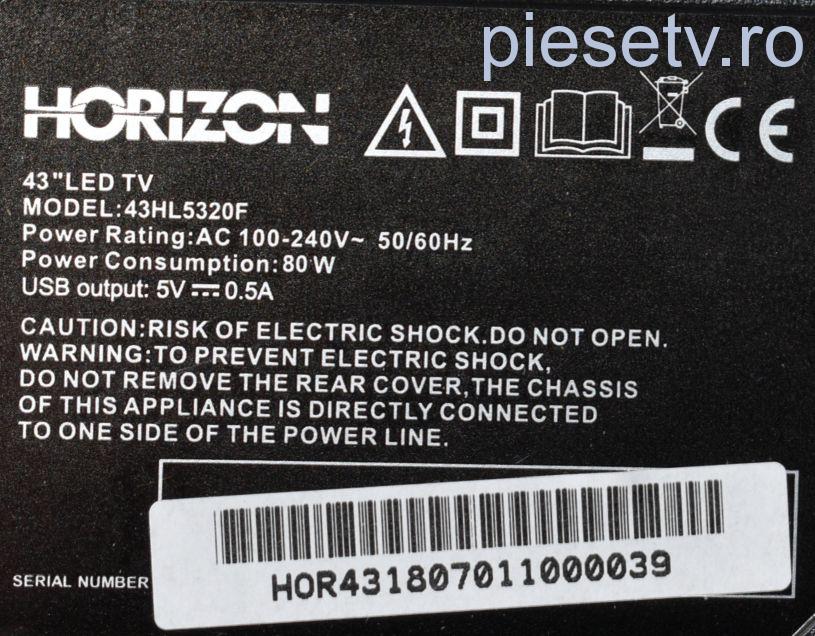 piesetv.ro
HORIZON
CE
43"LED TV
MODEL:43HL5320F
Power Rating:AC 100-240V~ 50/60Hz
Power Consumption:80W
USB output: 5V⎓0.5A
CAUTION:RISK OF ELECTRIC SHOCK.DO NOT OPEN.
WARNING:TO PREVENT ELECTRIC SHOCK,
DO NOT REMOVE THE REAR COVER,THE CHASSIS
OF THIS APPLIANCE IS DIRECTLY CONNECTED
TO ONE SIDE OF THE POWER LINE.
SERIAL NUMBER
HOR431807011000039